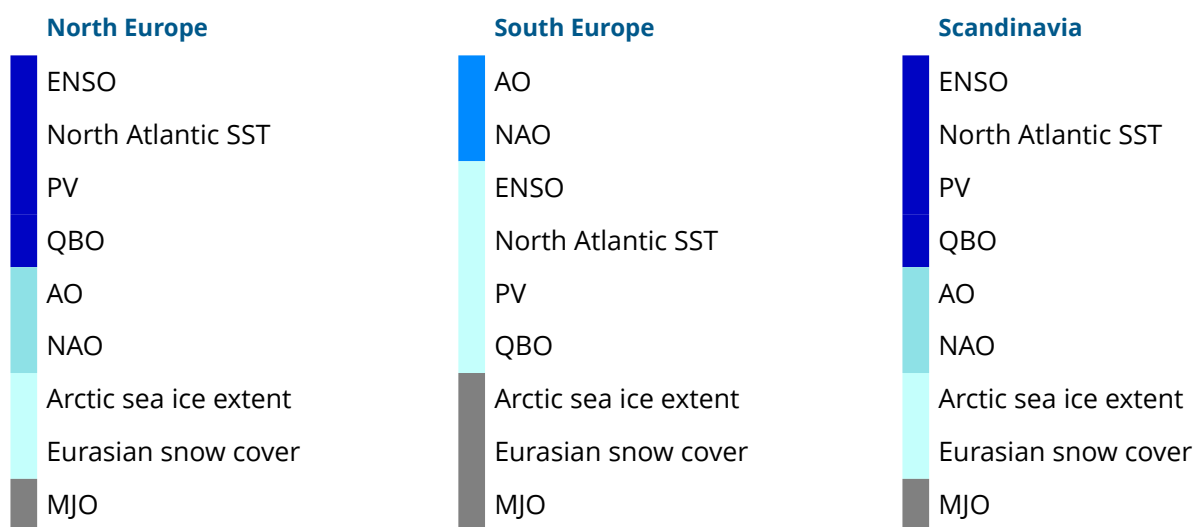 North Europe
ENSO
North Atlantic SST
PV
QBO
AO
NAO
Arctic sea ice extent
Eurasian snow cover
MJO
South Europe
AO
NAO
ENSO
North Atlantic SST
PV
QBO
Arctic sea ice extent
Eurasian snow cover
MJO
Scandinavia
ENSO
North Atlantic SST
PV
QBO
AO
NAO
Arctic sea ice extent
Eurasian snow cover
MJO